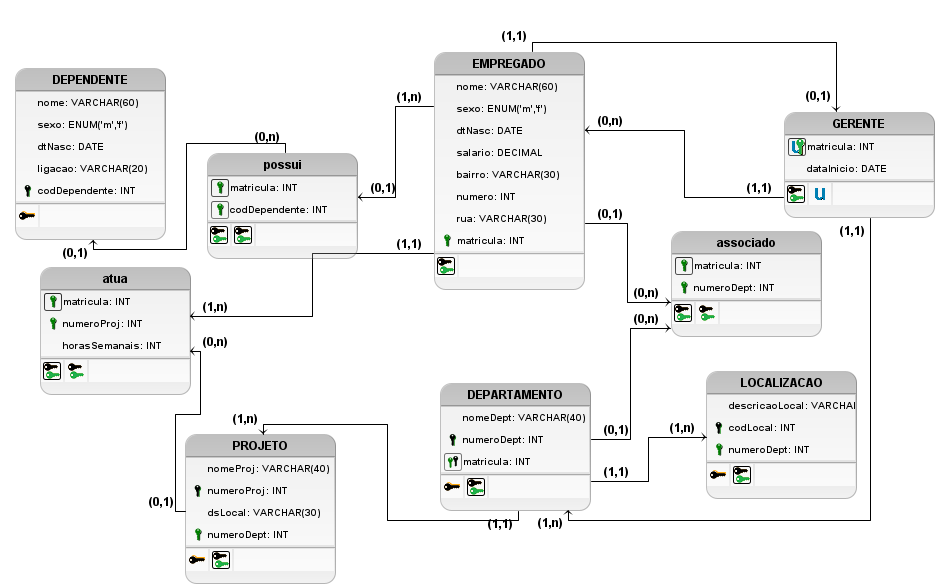 (1,1)
DEPENDENTE
nome: VARCHAR(60)
sexo: ENUM('m','f')
dtNasc: DATE
ligacao: VARCHAR(20)
codDependente: INT
(0,1)
(0,n)
possui
matricula: INT
codDependente: INT
(1,n)
(0,1)
EMPREGADO
nome: VARCHAR(60)
sexo: ENUM('m','f')
dtNasc: DATE
salario: DECIMAL
bairro: VARCHAR(30)
numero: INT
rua: VARCHAR(30)
matricula: INT
(0,n)
(0,1)
GERENTE
matricula: INT
dataInicio: DATE
u
(1,1)
(1,1)
(0,1)
associado
matricula: INT
numeroDept: INT
(0,n)
(0,n)
(1,1)
atua
matricula: INT
numeroProj: INT
horasSemanais: INT
(1,n)
(0,n)
DEPARTAMENTO
nomeDept: VARCHAR(40)
numeroDept: INT
matricula: INT
(0,1)
(1,n)
(1,1)
LOCALIZACAO
descricaoLocal: VARCHAI
codLocal: INT
numeroDept: INT
(1,n)
PROJETO
nomeProj: VARCHAR(40)
numeroProj: INT
dsLocal: VARCHAR(30)
numeroDept: INT
(0,1)
(1,1)
(1,n)